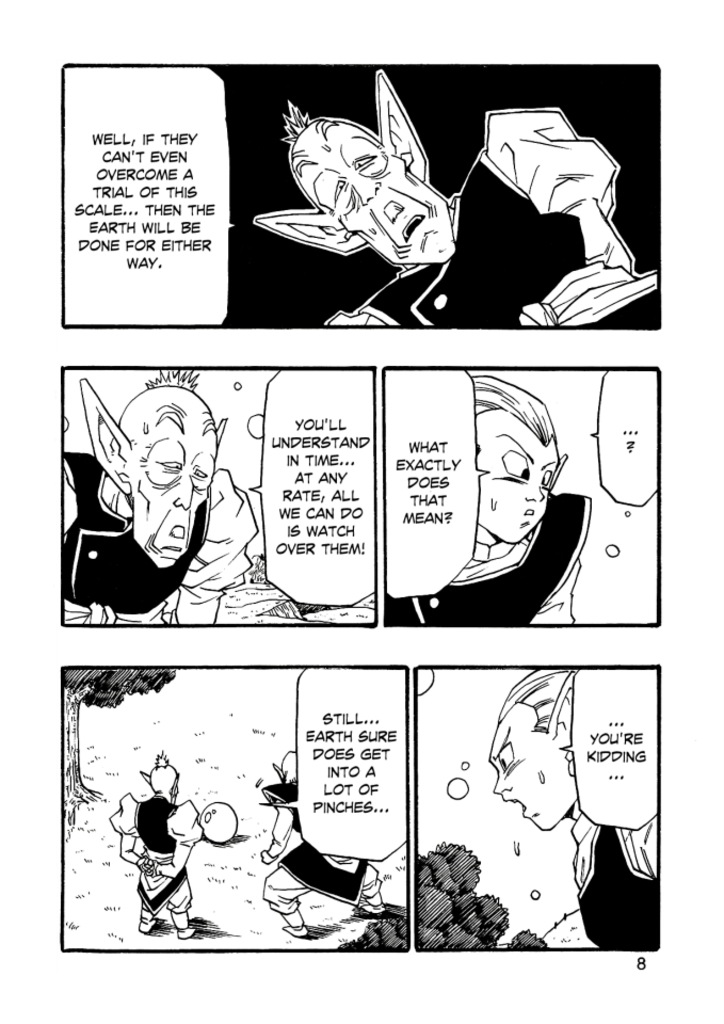 WELL, IF THEY
CAN'T EVEN
OVERCOME A
TRIAL OF THIS
SCALE... THEN THE
EARTH WILL BE
DONE FOR EITHER
WAY.
...
?
WHAT
EXACTLY
DOES
THAT
MEAN?
YOU'LL
UNDERSTAND
IN TIME...
AT ANY
RATE, ALL
WE CAN DO
IS WATCH
OVER THEM!
...
YOU'RE
KIDDING
...
STILL...
EARTH SURE
DOES GET
INTO A
LOT OF
PINCHES...
8